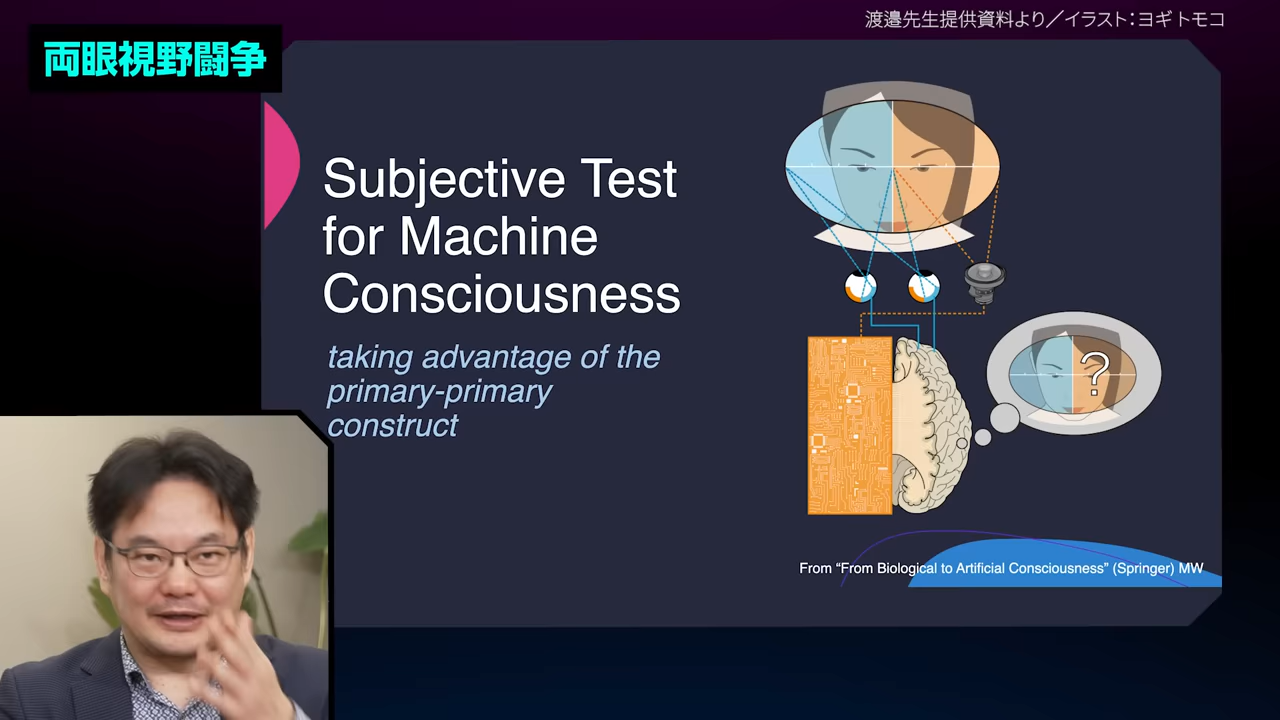 渡邉先生提供資料より／イラスト：ヨギトモコ
両眼視野闘争
Subjective Test
for Machine
Consciousness
taking advantage of the
primary-primary
construct
?
From “From Biological to Artificial Consciousness” (Springer) MW